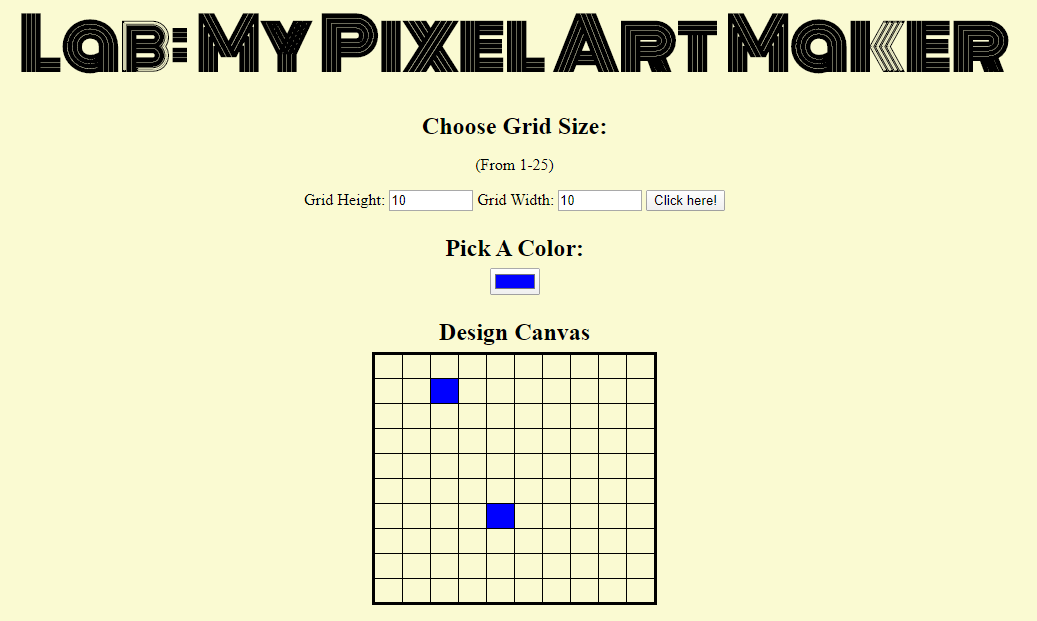 Lab: My Pixel Art Maker
Choose Grid Size:
(From 1-25)
Grid Height: 10 Grid Width: 10 Click here!
Pick A Color:
Design Canvas